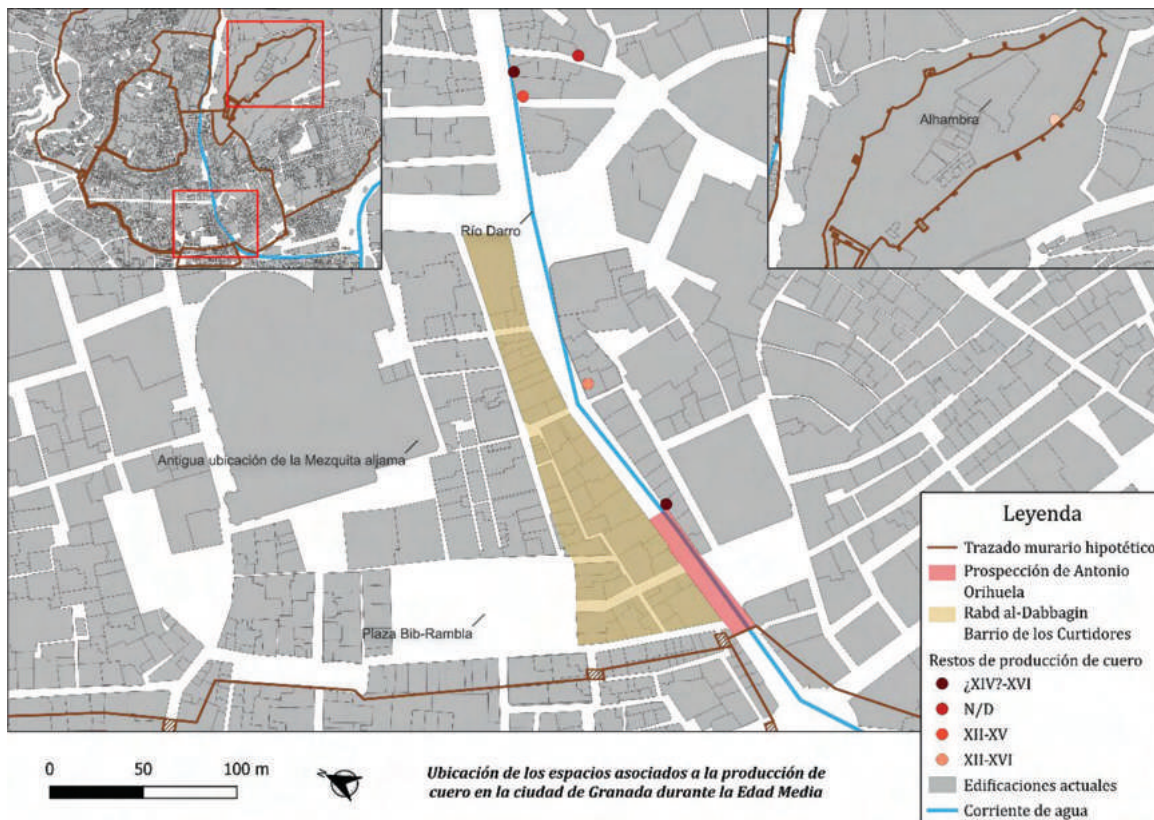 Alhambra
Río Darro
Antigua ubicación de la Mezquita aljama
Plaza Bib-Rambla
Leyenda
Trazado murario hipotético
Prospección de Antonio
Orihuela
Rabd al-Dabbagin
Barrio de los Curtidores
Restos de producción de cuero
¿XIV?-XVI
N/D
XII-XV
XII-XVI
Edificaciones actuales
Corriente de agua
0 50 100 m
N
Ubicación de los espacios asociados a la producción de
cuero en la ciudad de Granada durante la Edad Media